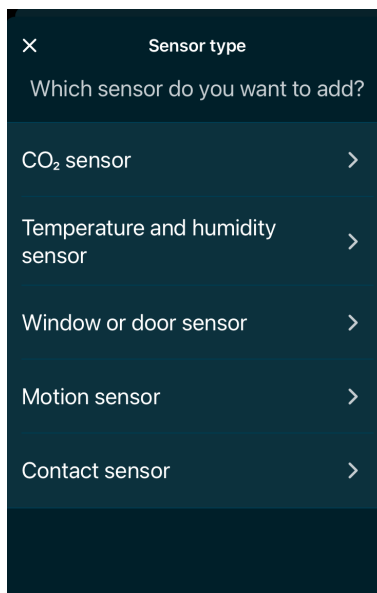 Sensor type
Which sensor do you want to add?
CO₂ sensor
Temperature and humidity
sensor
Window or door sensor
Motion sensor
Contact sensor